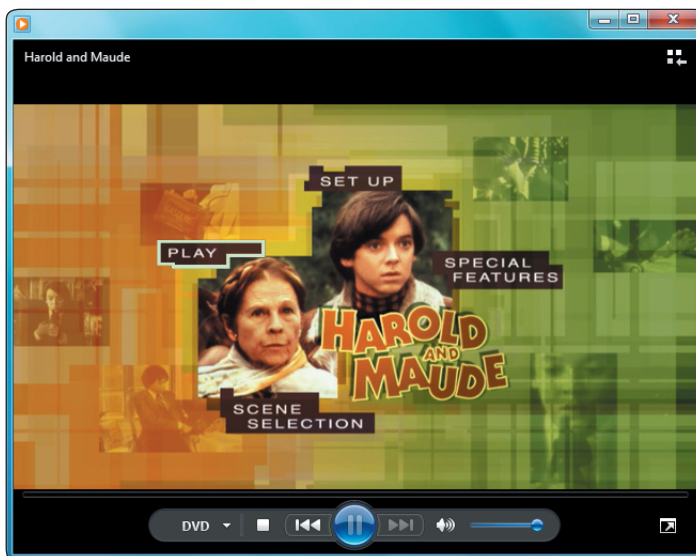 Harold and Maude
SET UP
PLAY
SPECIAL
FEATURES
HAROLD
AND
MAUDE
SCENE
SELECTION
DVD